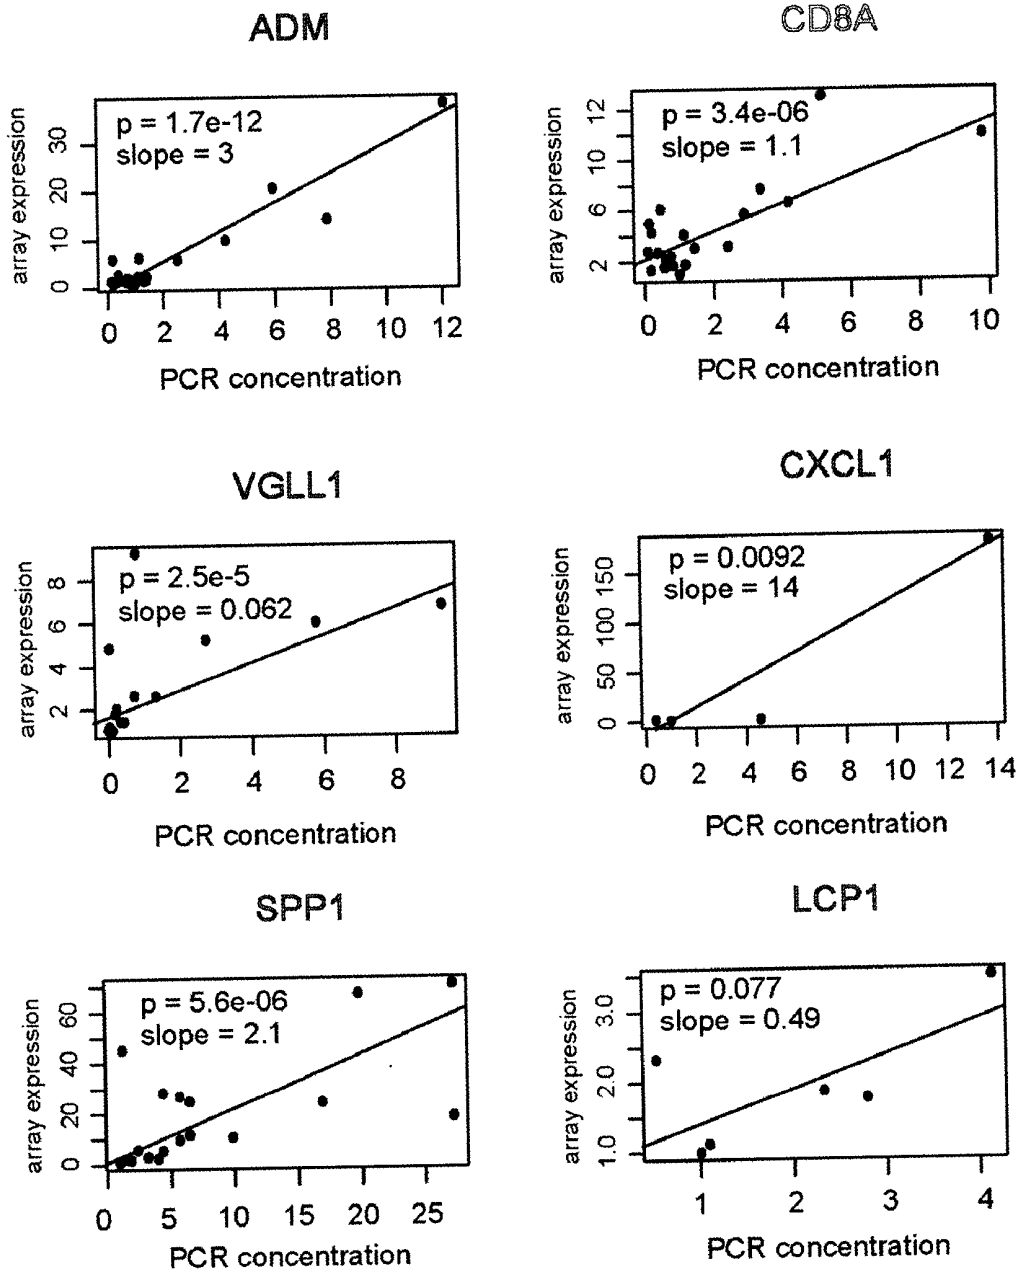 ADM
p = 1.7e-12
slope = 3
array expression
0 10 20 30
0 2 4 6 8 10 12
PCR concentration
CD8A
p = 3.4e-06
slope = 1.1
array expression
2 6 10 12
0 2 4 6 8 10
PCR concentration
VGLL1
p = 2.5e-5
slope = 0.062
array expression
2 4 6 8
0 2 4 6 8
PCR concentration
CXCL1
p = 0.0092
slope = 14
array expression
0 50 100 150
0 2 4 6 8 10 12 14
PCR concentration
SPP1
p = 5.6e-06
slope = 2.1
array expression
0 20 40 60
0 5 10 15 20 25
PCR concentration
LCP1
p = 0.077
slope = 0.49
array expression
1.0 2.0 3.0
1 2 3 4
PCR concentration